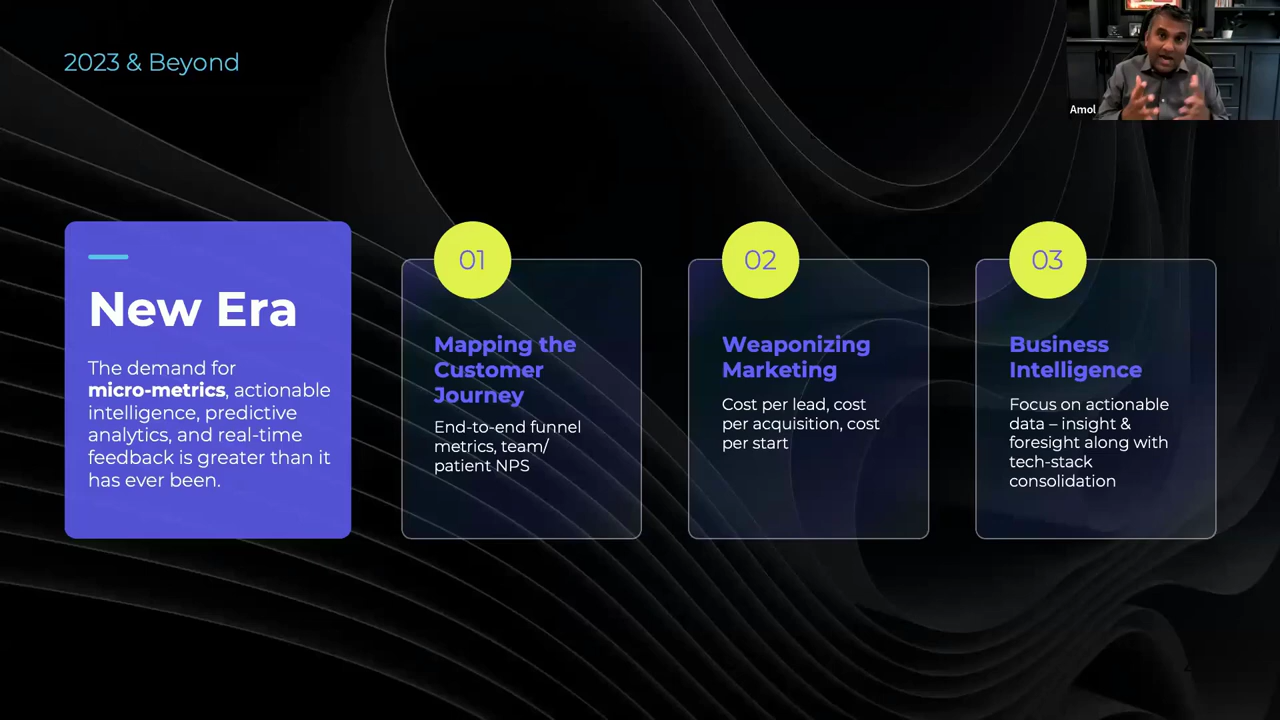 2023 & Beyond
Amol
New Era
The demand for
micro-metrics, actionable
intelligence, predictive
analytics, and real-time
feedback is greater than it
has ever been.
01
Mapping the
Customer
Journey
End-to-end funnel
metrics, team/
patient NPS
02
Weaponizing
Marketing
Cost per lead, cost
per acquisition, cost
per start
03
Business
Intelligence
Focus on actionable
data – insight &
foresight along with
tech-stack
consolidation